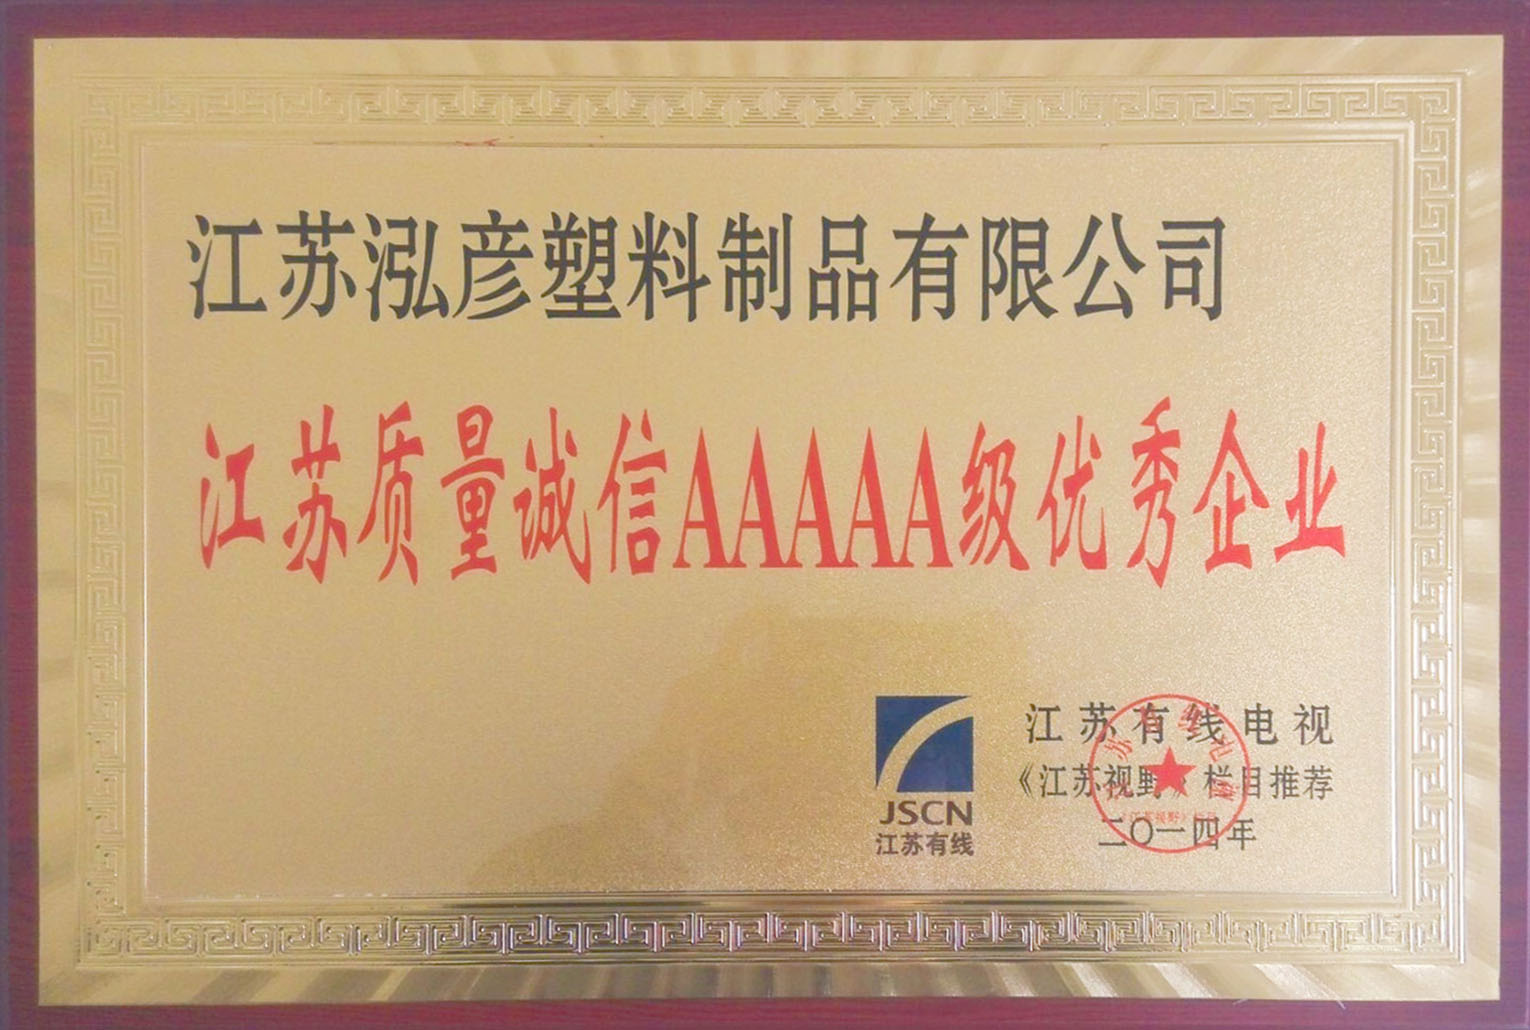 江苏泓彦塑料制品有限公司
江苏质量诚信AAAAA级优秀企业
JSCN
江苏有线
江苏有线电视
《江苏视野》栏目推荐
二〇一四年